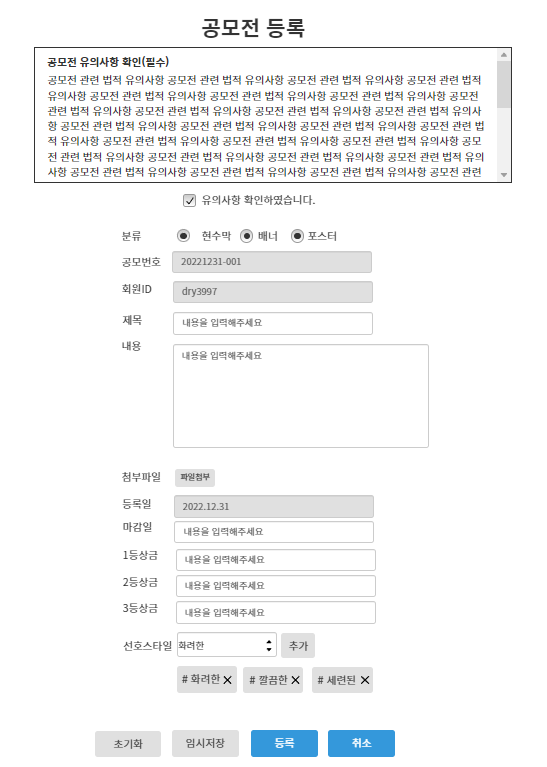 공모전 등록
공모전 유의사항 확인(필수)
공모전 관련 법적 유의사항 공모전 관련 법적 유의사항 공모전 관련 법적 유의사항 공모전 관련 법적
유의사항 공모전 관련 법적 유의사항 공모전 관련 법적 유의사항 공모전 관련 법적 유의사항 공모전
관련 법적 유의사항 공모전 관련 법적 유의사항 공모전 관련 법적 유의사항 공모전 관련 법적 유의사
항 공모전 관련 법적 유의사항 공모전 관련 법적 유의사항 공모전 관련 법적 유의사항 공모전 관련 법
적 유의사항 공모전 관련 법적 유의사항 공모전 관련 법적 유의사항 공모전 관련 법적 유의사항 공모
전 관련 법적 유의사항 공모전 관련 법적 유의사항 공모전 관련 법적 유의사항 공모전 관련 법적 유의
사항 공모전 관련 법적 유의사항 공모전 관련 법적 유의사항 공모전 관련 법적 유의사항 공모전 관련
유의사항 확인하였습니다.
분류 현수막 배너 포스터
공모번호 20221231-001
회원ID dry3997
제목 내용을 입력해주세요
내용 내용을 입력해주세요
첨부파일 파일첨부
등록일 2022.12.31
마감일 내용을 입력해주세요
1등상금 내용을 입력해주세요
2등상금 내용을 입력해주세요
3등상금 내용을 입력해주세요
선호스타일 화려한 추가
# 화려한 # 깔끔한 # 세련된
초기화 임시저장 등록 취소